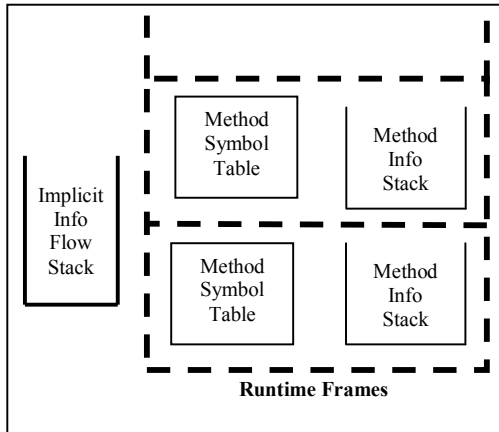 Method
Symbol
Table
Method
Info
Stack
Implicit
Info
Flow
Stack
Method
Symbol
Table
Method
Info
Stack
Runtime Frames